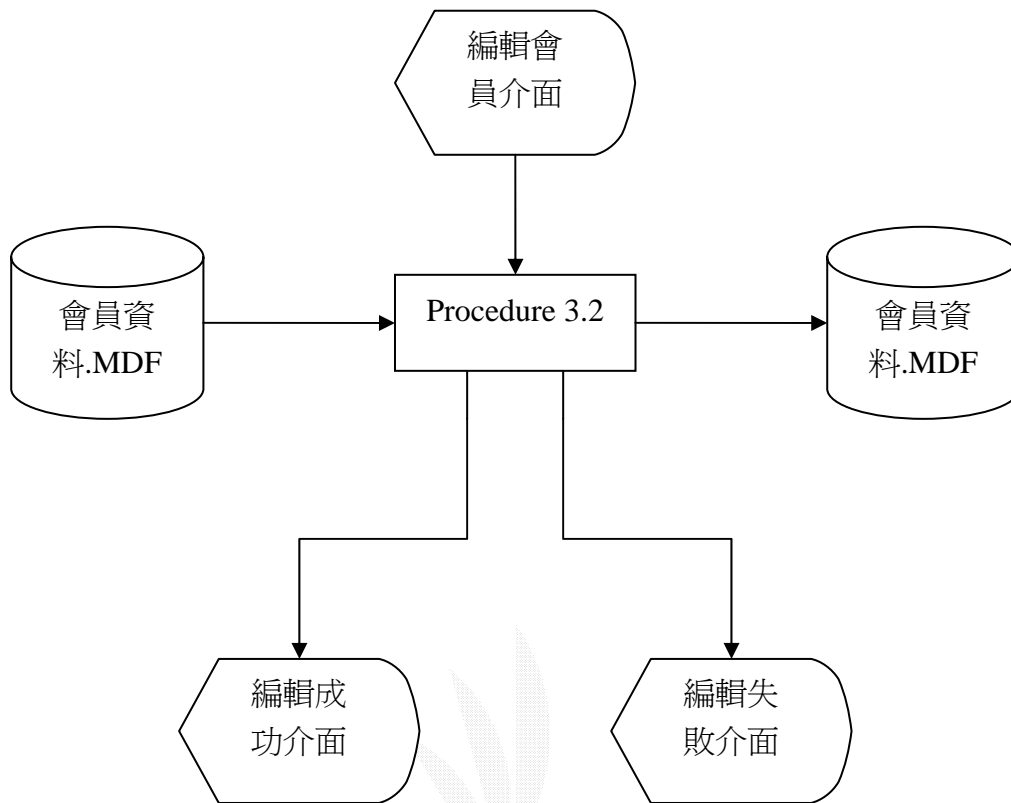 編輯會
員介面
會員資
料.MDF
Procedure 3.2
會員資
料.MDF
編輯成
功介面
編輯失
敗介面